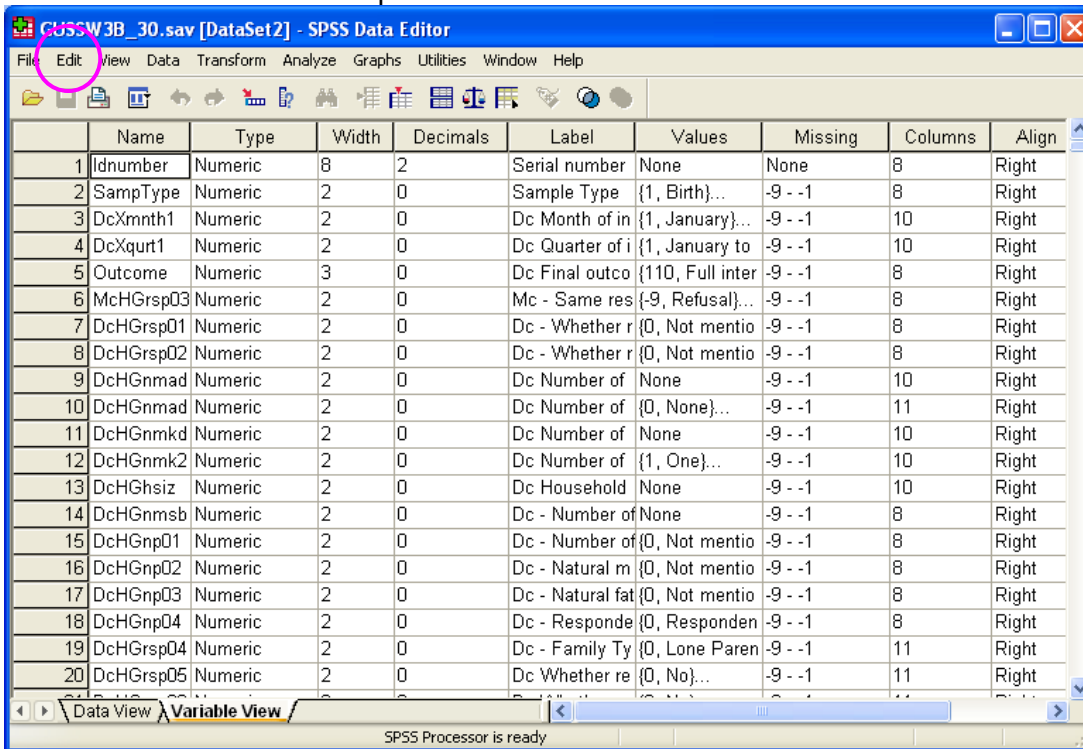 GUSSW3B_30.sav [DataSet2] - SPSS Data Editor
File Edit View Data Transform Analyze Graphs Utilities Window Help
Name Type Width Decimals Label Values Missing Columns Align
1 Idnumber Numeric 8 2 Serial number None None 8 Right
2 SampType Numeric 2 0 Sample Type {1, Birth}... -9 - -1 8 Right
3 DcXmnth1 Numeric 2 0 Dc Month of in {1, January}... -9 - -1 10 Right
4 DcXqurt1 Numeric 2 0 Dc Quarter of i {1, January to -9 - -1 10 Right
5 Outcome Numeric 3 0 Dc Final outco {110, Full inter -9 - -1 8 Right
6 McHGrsp03 Numeric 2 0 Mc - Same res {-9, Refusal}... -9 - -1 8 Right
7 DcHGrsp01 Numeric 2 0 Dc - Whether r {0, Not mentio -9 - -1 8 Right
8 DcHGrsp02 Numeric 2 0 Dc - Whether r {0, Not mentio -9 - -1 8 Right
9 DcHGnmad Numeric 2 0 Dc Number of None -9 - -1 10 Right
10 DcHGnmad Numeric 2 0 Dc Number of {0, None}... -9 - -1 11 Right
11 DcHGnmkd Numeric 2 0 Dc Number of None -9 - -1 10 Right
12 DcHGnmk2 Numeric 2 0 Dc Number of {1, One}... -9 - -1 10 Right
13 DcHGhsiz Numeric 2 0 Dc Household None -9 - -1 10 Right
14 DcHGnmsb Numeric 2 0 Dc - Number of None -9 - -1 8 Right
15 DcHGnp01 Numeric 2 0 Dc - Number of {0, Not mentio -9 - -1 8 Right
16 DcHGnp02 Numeric 2 0 Dc - Natural m {0, Not mentio -9 - -1 8 Right
17 DcHGnp03 Numeric 2 0 Dc - Natural fat {0, Not mentio -9 - -1 8 Right
18 DcHGnp04 Numeric 2 0 Dc - Responde {0, Responden -9 - -1 8 Right
19 DcHGrsp04 Numeric 2 0 Dc - Family Ty {0, Lone Paren -9 - -1 11 Right
20 DcHGrsp05 Numeric 2 0 Dc Whether re {0, No}... -9 - -1 11 Right
Data View Variable View
SPSS Processor is ready